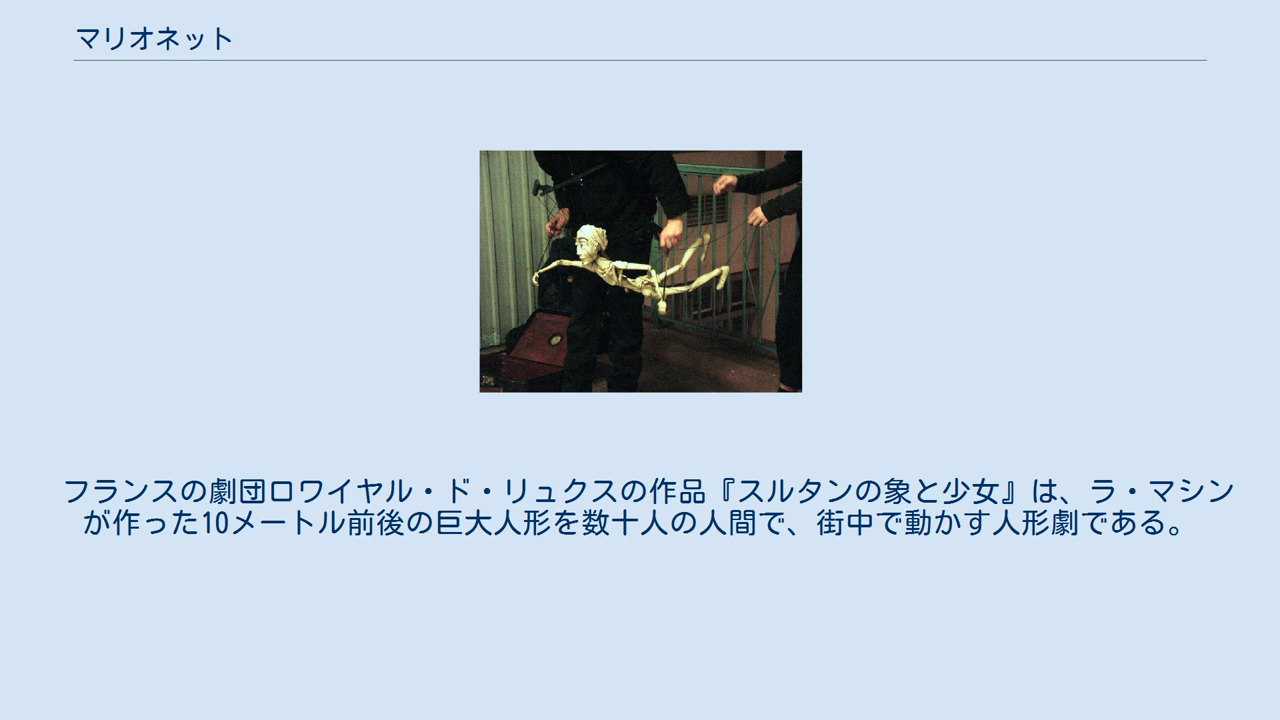 マリオネット
フランスの劇団ロワイヤル・ド・リュクスの作品『スルタンの象と少女』は、ラ・マシン
が作った10メートル前後の巨大人形を数十人の人間で、街中で動かす人形劇である。